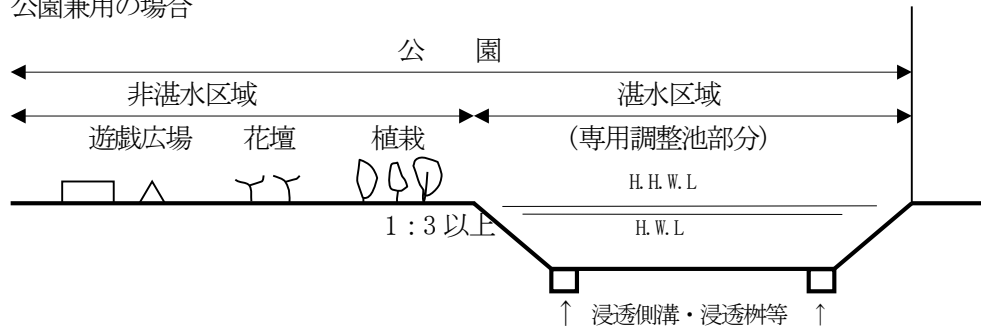 公園兼用の場合
公 園
非湛水区域 湛水区域
遊戯広場 花壇 植栽 (専用調整池部分)
H.H.W.L
1:3以上 H.W.L
↑ 浸透側溝・浸透桝等 ↑